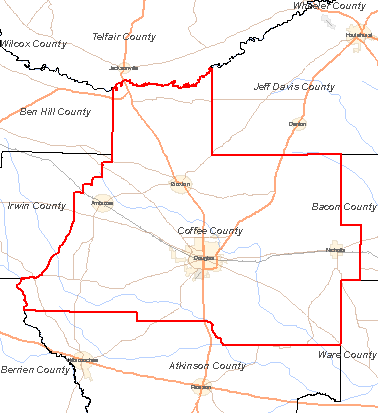 Wheeler County
Telfair County
Hazlehurst
Wilcox County
Jacksonville
Jeff Davis County
Ben Hill County
Denton
Broxton
Irwin County
Ambrose
Bacon County
Coffee County
Nicholls
Douglas
Ware County
Willacoochee
Atkinson County
Berrien County
Pearson